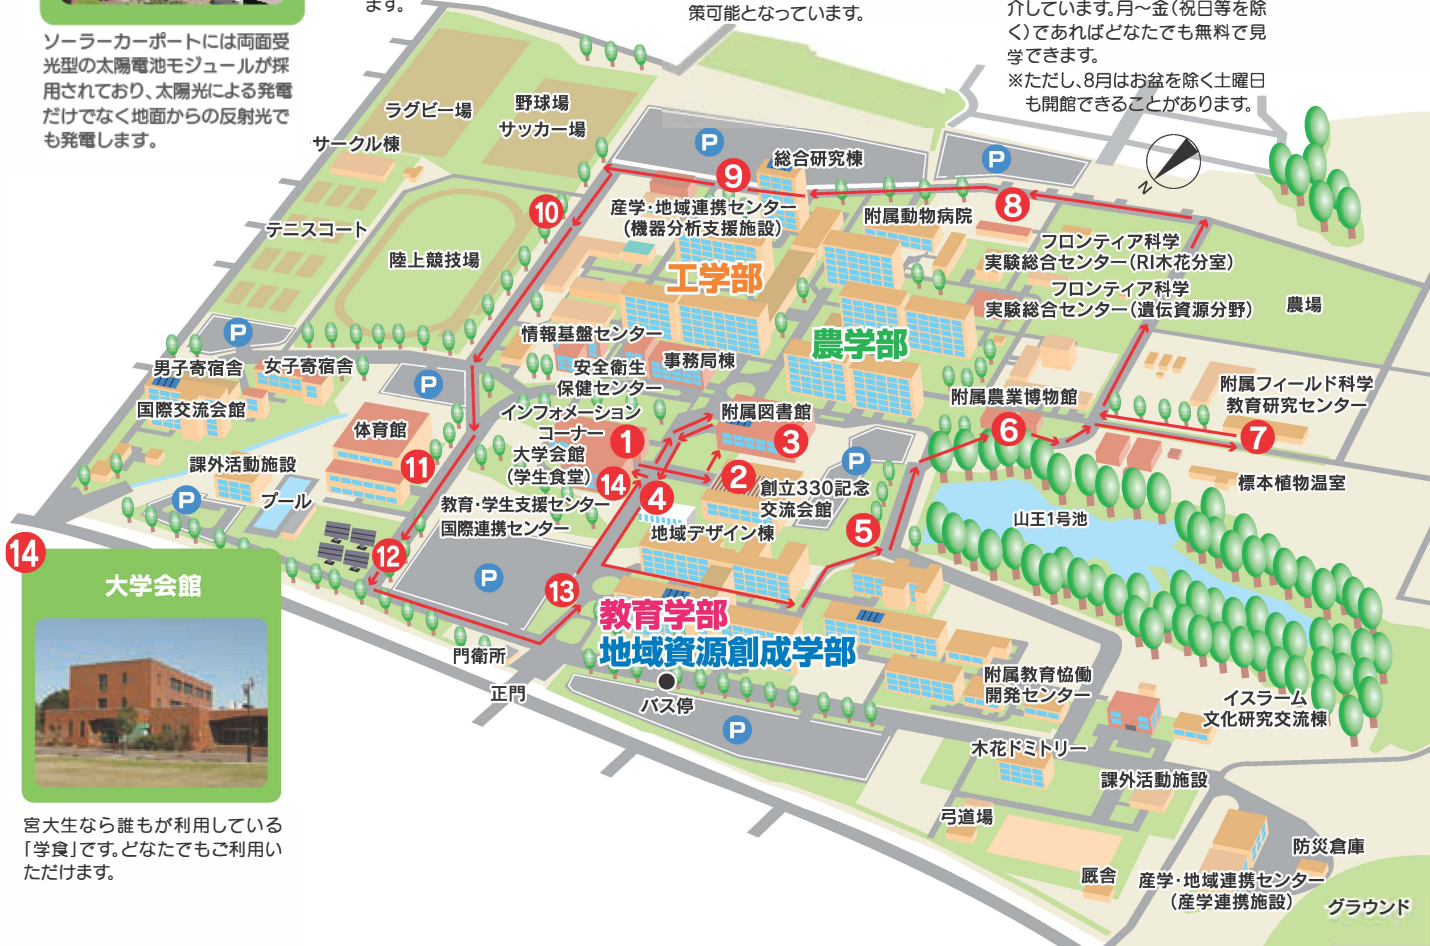 ます。
ソーラーカーポートには両面受
光型の太陽電池モジュールが採
用されており、太陽光による発電
だけでなく地面からの反射光で
も発電します。
策可能となっています。
介しています。月～金(祝日等を除
く)であればどなたでも無料で見
学できます。
※ただし、8月はお盆を除く土曜日
も開館できることがあります。
ラグビー場
野球場
サッカー場
サークル棟
テニスコート
陸上競技場
P
P
総合研究棟
9
産学・地域連携センター
(機器分析支援施設)
10
附属動物病院
8
N
フロンティア科学
実験総合センター(RI木花分室)
フロンティア科学
実験総合センター(遺伝資源分野)
農場
工学部
農学部
情報基盤センター
安全衛生
保健センター
事務局棟
P
男子寄宿舎
女子寄宿舎
国際交流会館
P
体育館
11
課外活動施設
プール
P
インフォメーション
コーナー
1
大学会館
(学生食堂)
14
附属図書館
3
2
4
創立330記念
交流会館
P
教育・学生支援センター
国際連携センター
地域デザイン棟
5
附属農業博物館
6
附属フィールド科学
教育研究センター
7
標本植物温室
山王1号池
12
P
13
教育学部
地域資源創成学部
門衛所
正門
バス停
P
附属教育協働
開発センター
イスラーム
文化研究交流棟
木花ドミトリー
課外活動施設
弓道場
厩舎
防災倉庫
産学・地域連携センター
(産学連携施設)
グラウンド
14
大学会館
宮大生なら誰もが利用している
「学食」です。どなたでもご利用い
ただけます。